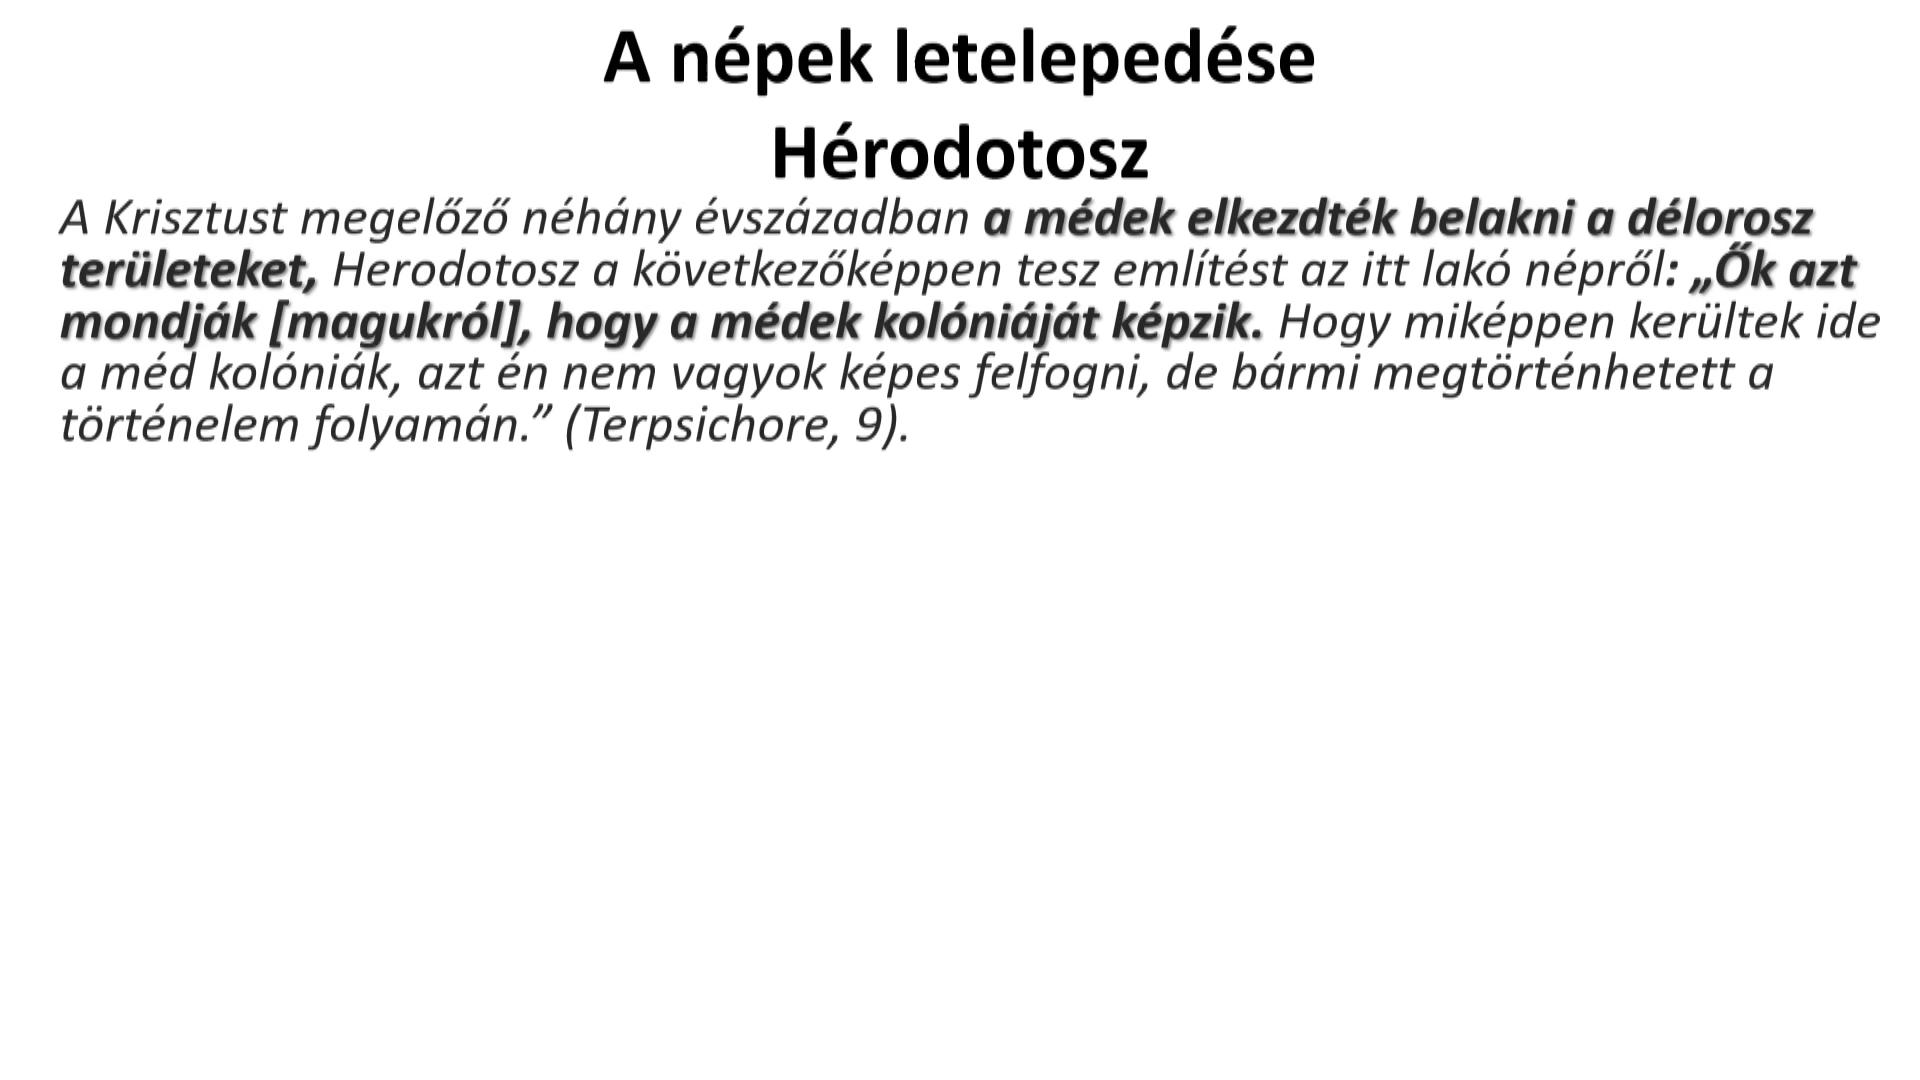 A népek letelepedése
Hérodotosz
A Krisztust megelőző néhány évszázadban a médek elkezdték belakni a délorosz
területeket, Herodotosz a következőképpen tesz említést az itt lakó népről: „Ők azt
mondják [magukról], hogy a médek kolóniáját képzik. Hogy miképpen kerültek ide
a méd kolóniák, azt én nem vagyok képes felfogni, de bármi megtörténhetett a
történelem folyamán.” (Terpsichore, 9).